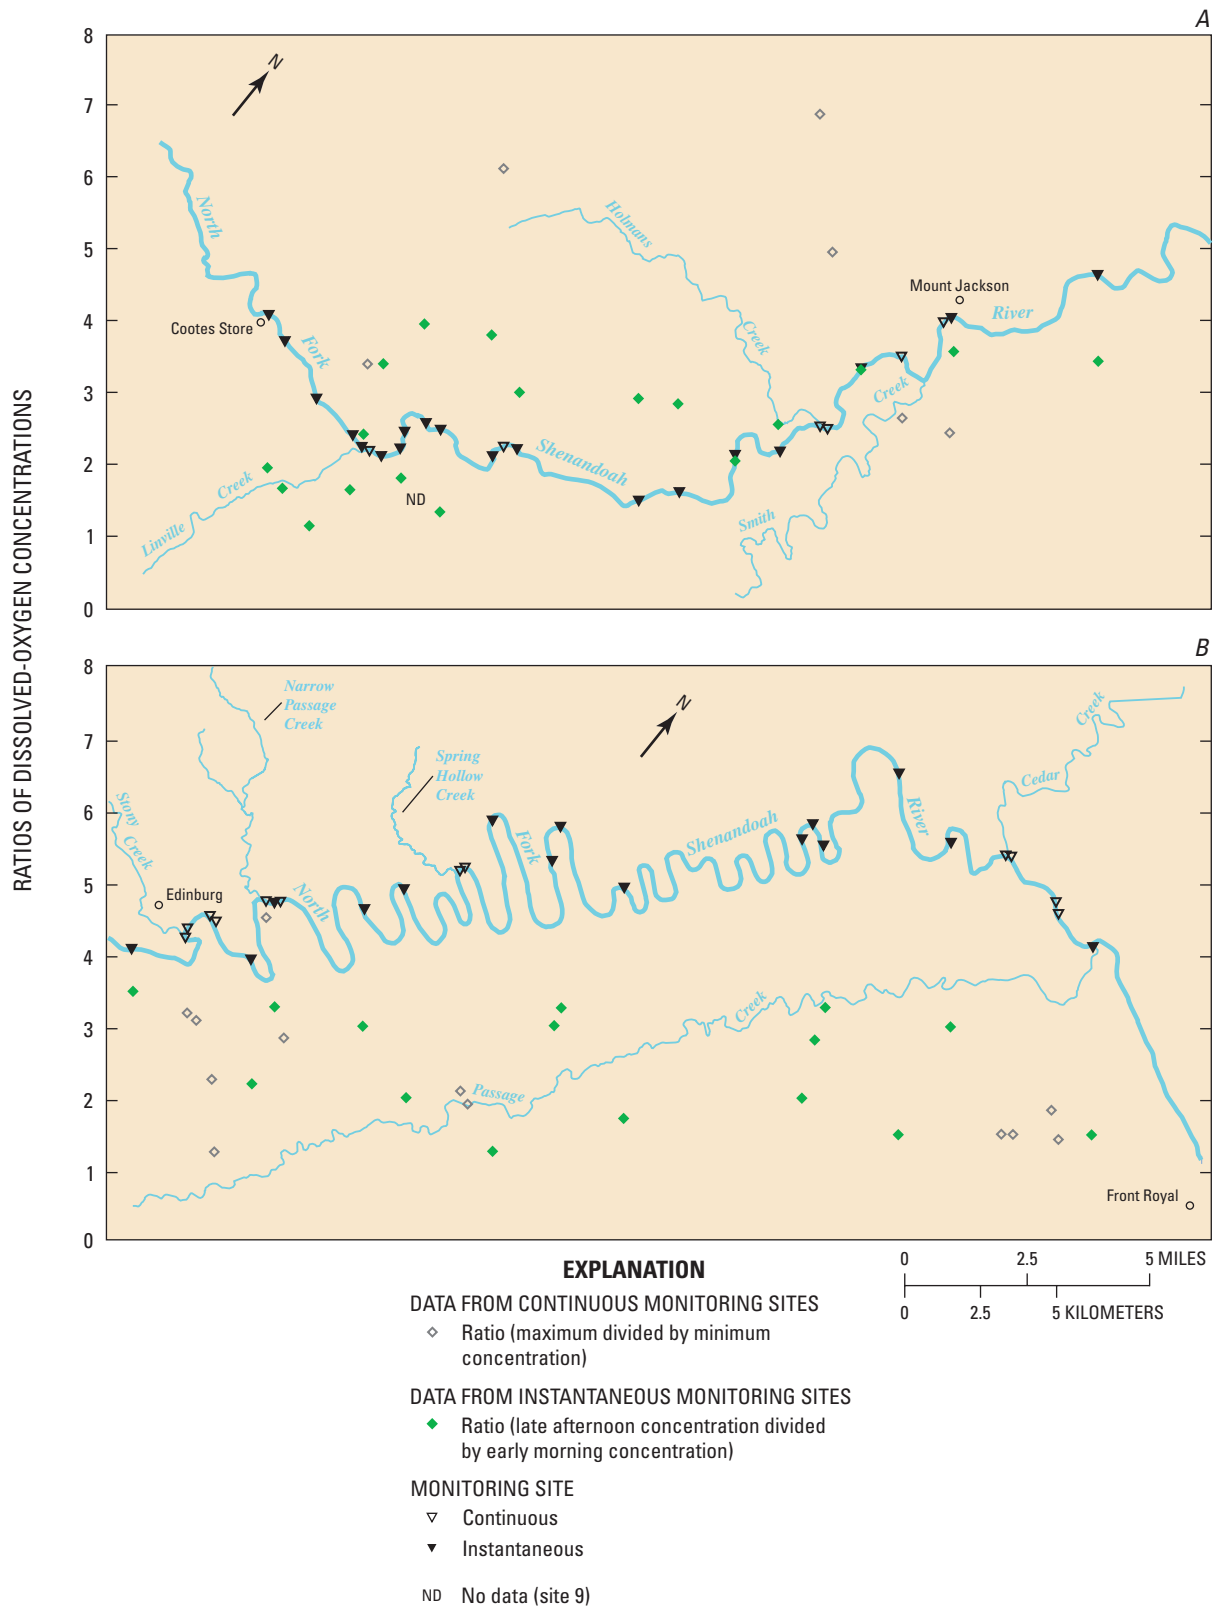 RATIOS OF DISSOLVED-OXYGEN CONCENTRATIONS
A
8
7
6
5
4
3
2
1
0
N
North
Fork
Shenandoah
River
Cootes Store
Linville
Creek
ND
Holmans
Creek
Mount Jackson
Smith
Creek
B
8
7
6
5
4
3
2
1
0
N
Narrow
Passage
Creek
Stony
Creek
Edinburg
North
Spring
Hollow
Creek
Fork
Shenandoah
River
Cedar
Creek
Passage
Creek
Front Royal
EXPLANATION
0 2.5 5 MILES
0 2.5 5 KILOMETERS
DATA FROM CONTINUOUS MONITORING SITES
Ratio (maximum divided by minimum
concentration)
DATA FROM INSTANTANEOUS MONITORING SITES
Ratio (late afternoon concentration divided
by early morning concentration)
MONITORING SITE
Continuous
Instantaneous
ND No data (site 9)